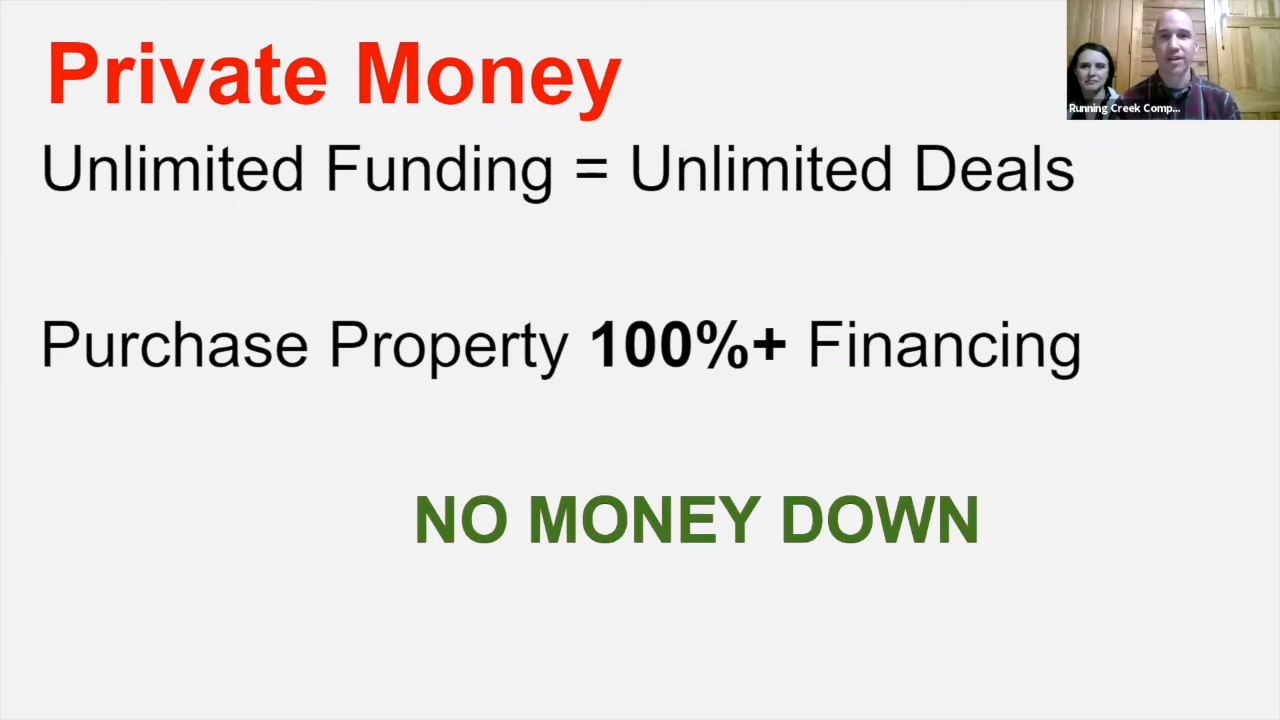 Private Money
Running Creek Comp...
Unlimited Funding = Unlimited Deals
Purchase Property 100%+ Financing
NO MONEY DOWN